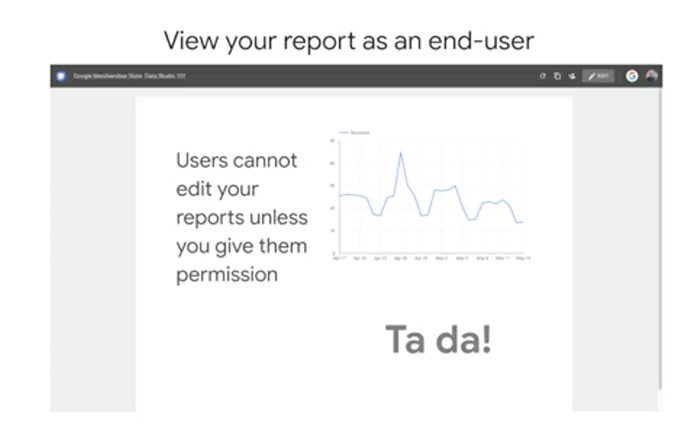 View your report as an end-user
Google Merchandise Store: Data Studio 101
EDIT
Users cannot
edit your
reports unless
you give them
permission
Sessions
Ta da!